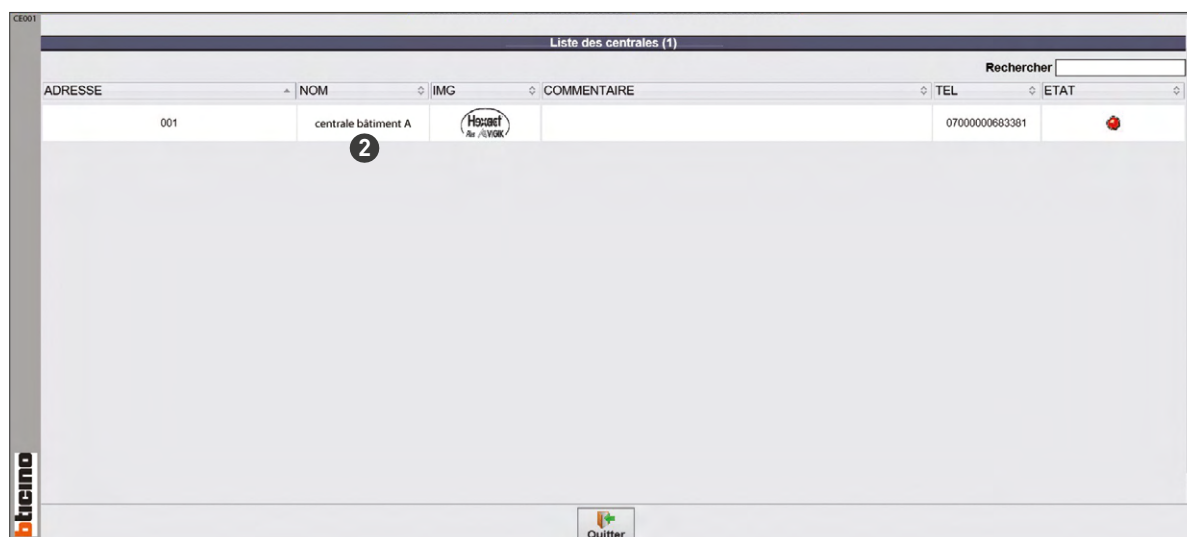 CE001
Liste des centrales (1)
Rechercher
ADRESSE NOM IMG COMMENTAIRE TEL ETAT
001 centrale bâtiment A Hexact 07000000683381
VIGIK
2
bticino
Quitter